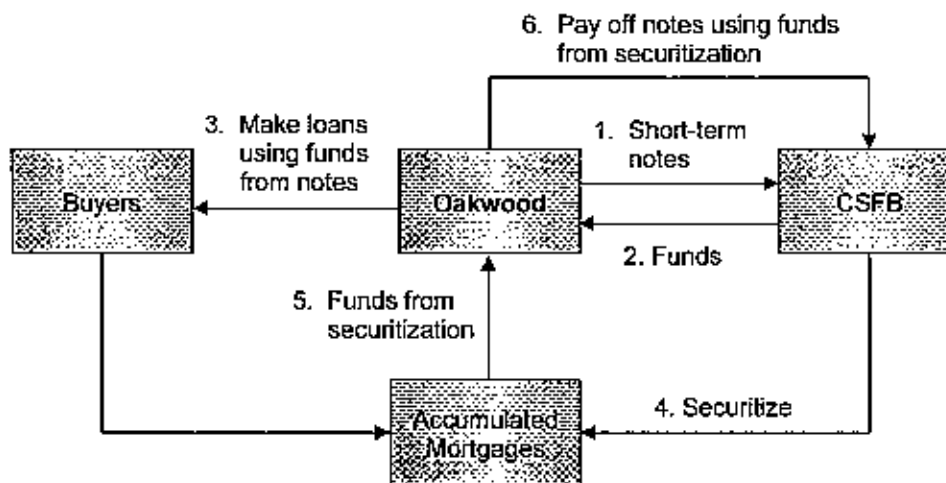 6. Pay off notes using funds
from securitization
3. Make loans
using funds
from notes
1. Short-term
notes
Buyers
Oakwood
CSFB
2. Funds
5. Funds from
securitization
Accumulated
Mortgages
4. Securitize